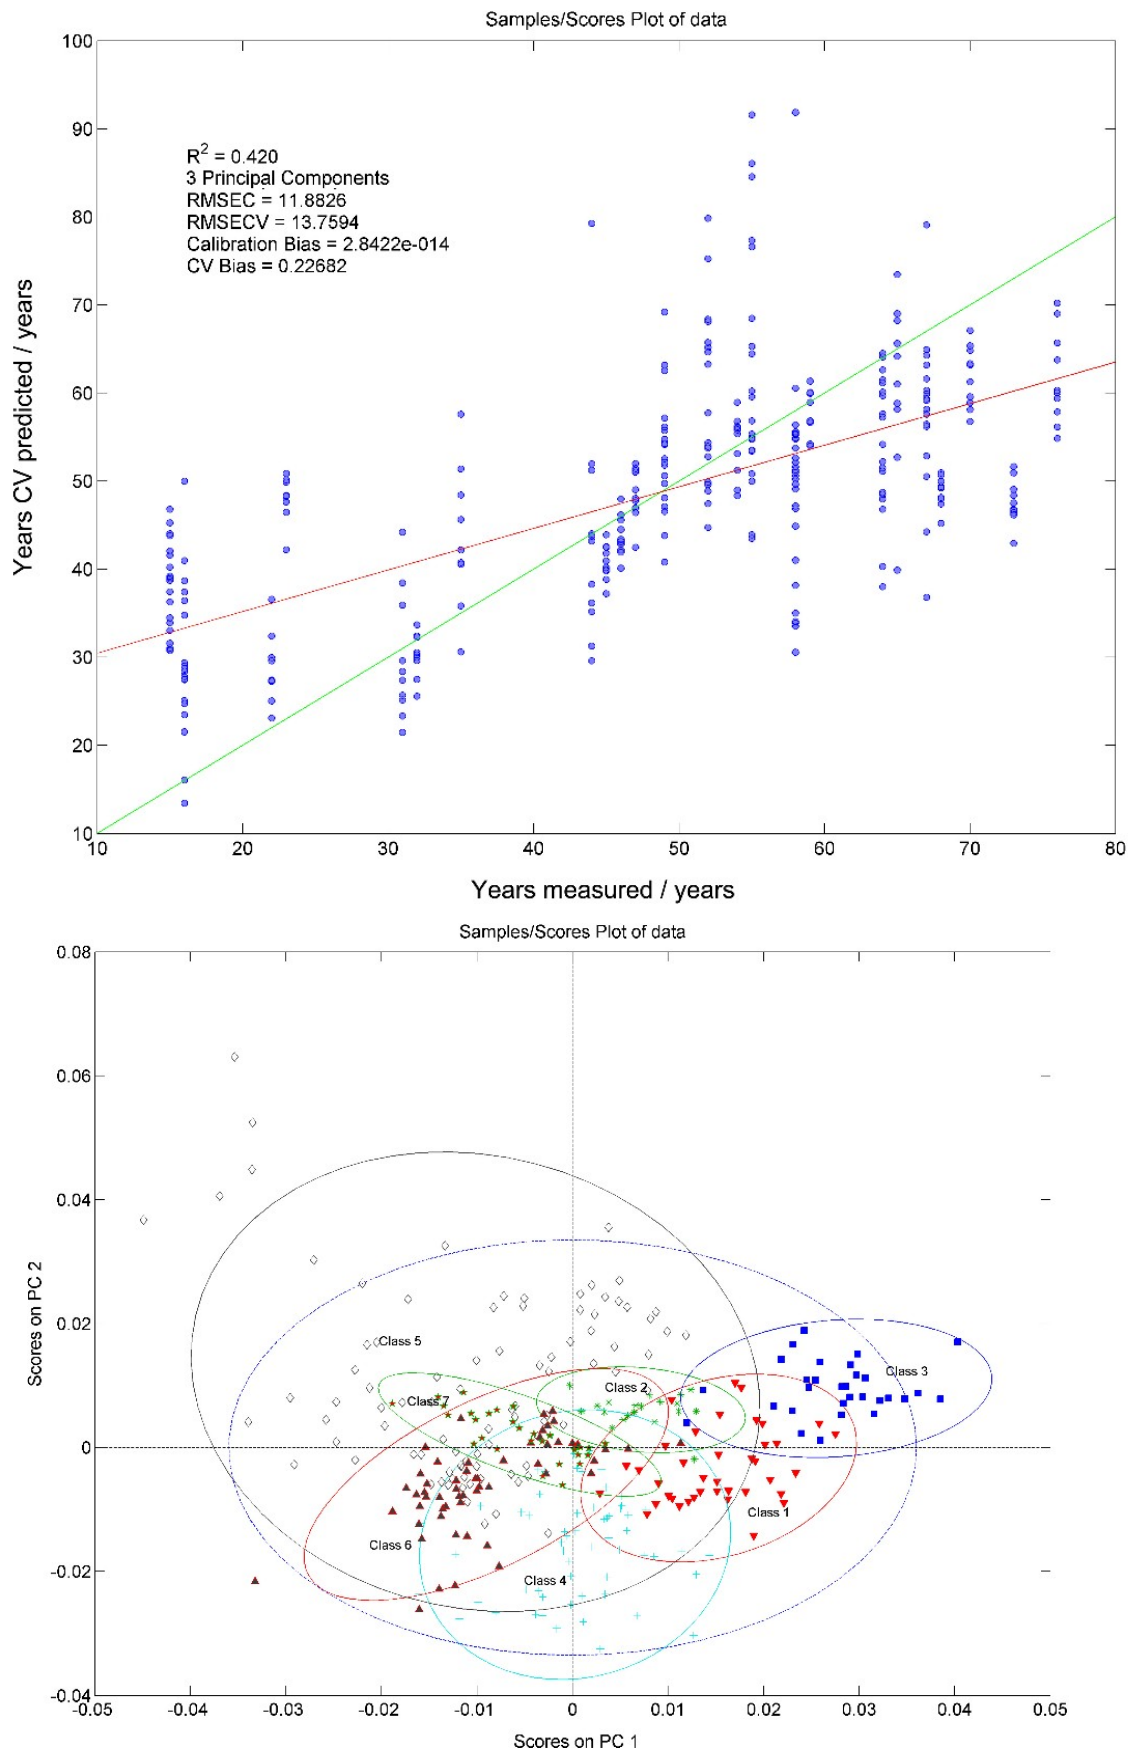 Samples/Scores Plot of data
100
90
80
70
60
50
40
30
20
10
R² = 0.420
3 Principal Components
RMSEC = 11.8826
RMSECV = 13.7594
Calibration Bias = 2.8422e-014
CV Bias = 0.22682
Years CV predicted / years
10 20 30 40 50 60 70 80
Years measured / years
Samples/Scores Plot of data
0.08
0.06
0.04
0.02
0
-0.02
-0.04
Scores on PC 2
Class 5
Class 3
Class 2
Class 7
Class 1
Class 6
Class 4
-0.05 -0.04 -0.03 -0.02 -0.01 0 0.01 0.02 0.03 0.04 0.05
Scores on PC 1